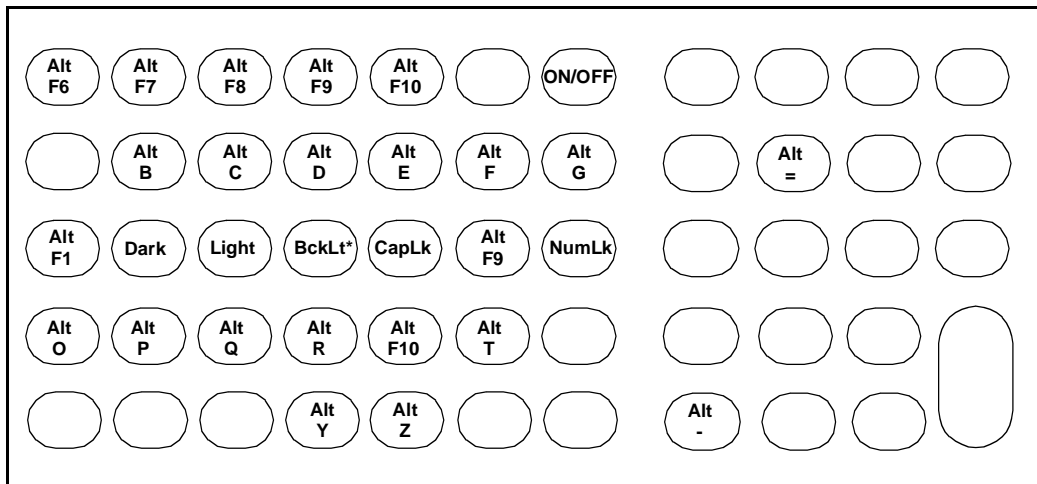 Alt Alt Alt Alt Alt ON/OFF
F6 F7 F8 F9 F10
Alt Alt Alt Alt Alt Alt Alt
B C D E F G =
Alt Dark Light BckLt* CapLk Alt NumLk
F1 F9
Alt Alt Alt Alt Alt Alt
O P Q R F10 T
Alt Alt Alt
Y Z -